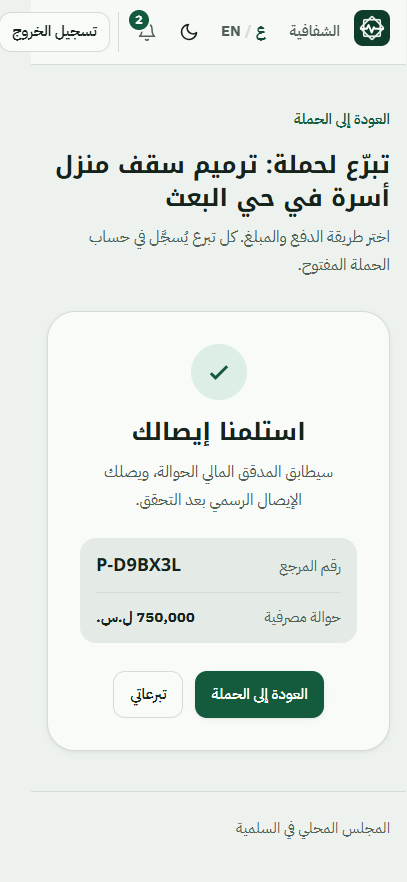 الشفافية
ع / EN
2
تسجيل الخروج
العودة إلى الحملة
تبرّع لحملة: ترميم سقف منزل
أسرة في حي البعث
اختر طريقة الدفع والمبلغ. كل تبرع يُسجَّل في حساب
الحملة المفتوح.
استلمنا إيصالك
سيطابق المدقق المالي الحوالة، ويصلك
الإيصال الرسمي بعد التحقق.
رقم المرجع P-D9BX3L
حوالة مصرفية 750,000 ل.س.
العودة إلى الحملة
تبرعاتي
المجلس المحلي في السلمية